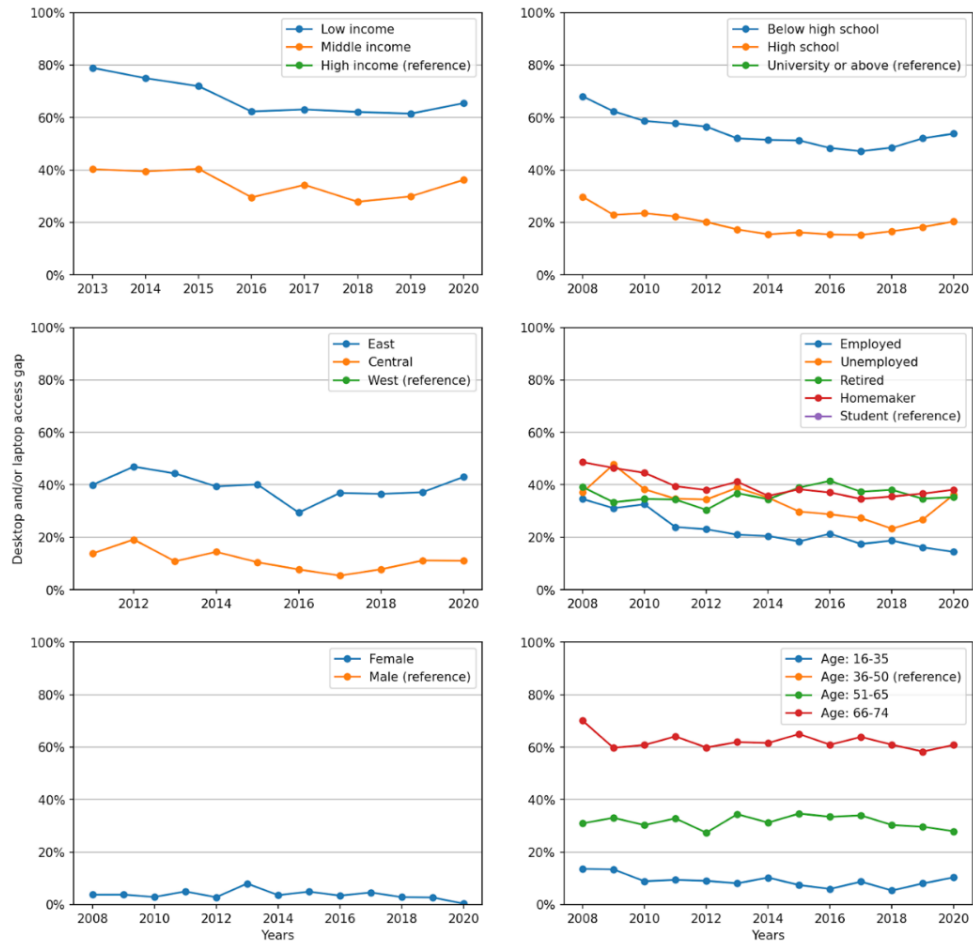 100%
80%
60%
40%
20%
0%
Low income
Middle income
High income (reference)
2013 2014 2015 2016 2017 2018 2019 2020
100%
80%
60%
40%
20%
0%
Below high school
High school
University or above (reference)
2008 2010 2012 2014 2016 2018 2020
Desktop and/or laptop access gap
100%
80%
60%
40%
20%
0%
East
Central
West (reference)
2012 2014 2016 2018 2020
100%
80%
60%
40%
20%
0%
Employed
Unemployed
Retired
Homemaker
Student (reference)
2008 2010 2012 2014 2016 2018 2020
100%
80%
60%
40%
20%
0%
Female
Male (reference)
2008 2010 2012 2014 2016 2018 2020
Years
100%
80%
60%
40%
20%
0%
Age: 16-35
Age: 36-50 (reference)
Age: 51-65
Age: 66-74
2008 2010 2012 2014 2016 2018 2020
Years